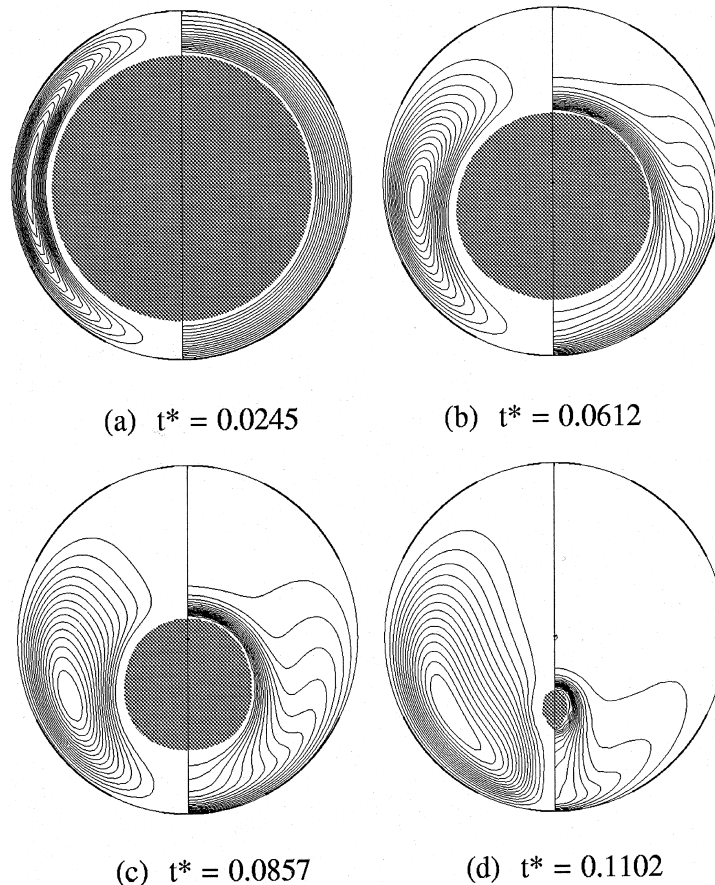 (a) t* = 0.0245
(b) t* = 0.0612
(c) t* = 0.0857
(d) t* = 0.1102